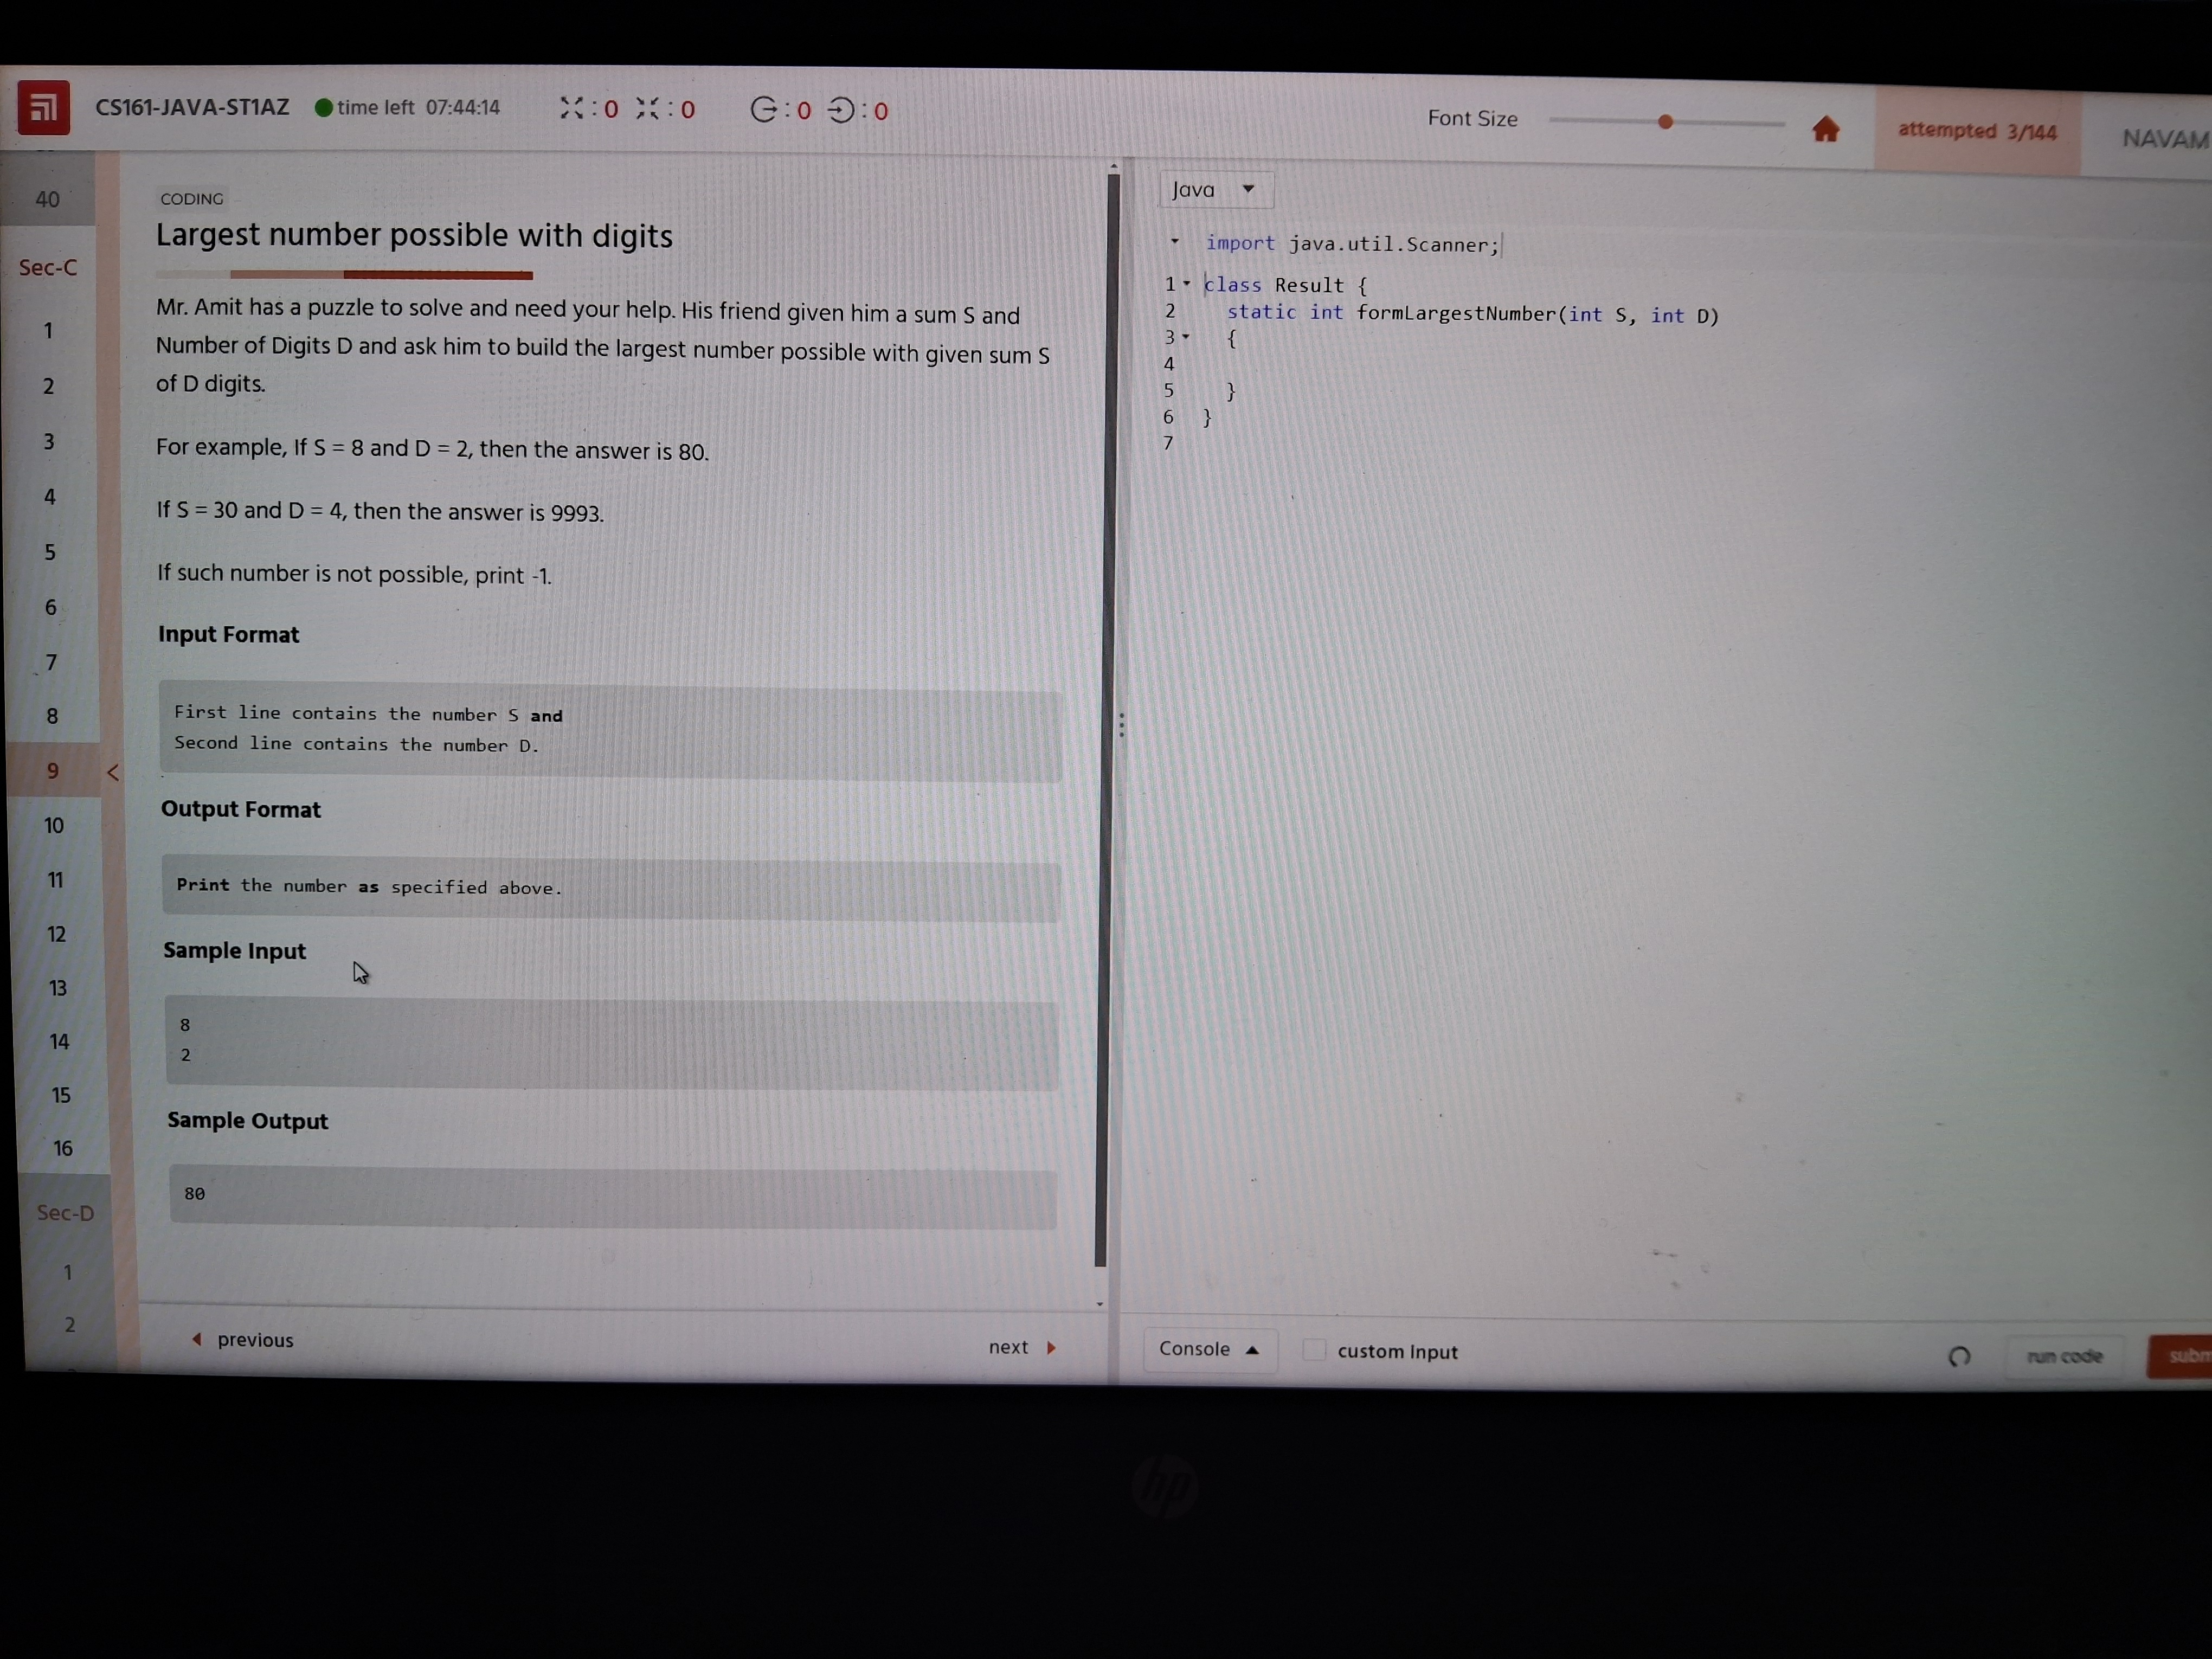 CS161-JAVA-ST1AZ
time left 07:44:14
:0 :0
:0 :0
Font Size
attempted 3/144
NAVAM
40
Sec-C
1
2
3
4
5
6
7
8
9
<
10
11
12
13
14
15
16
Sec-D
1
2
CODING
Largest number possible with digits
Mr. Amit has a puzzle to solve and need your help. His friend given him a sum S and
Number of Digits D and ask him to build the largest number possible with given sum S
of D digits.
For example, If S = 8 and D = 2, then the answer is 80.
If S = 30 and D = 4, then the answer is 9993.
If such number is not possible, print -1.
Input Format
First line contains the number S and
Second line contains the number D.
Output Format
Print the number as specified above.
Sample Input
8
2
Sample Output
80
previous
next
Java
import java.util.Scanner;
1 class Result {
2 static int formLargestNumber(int S, int D)
3 {
4
5 }
6 }
7
Console
custom Input
run code
subm
hp